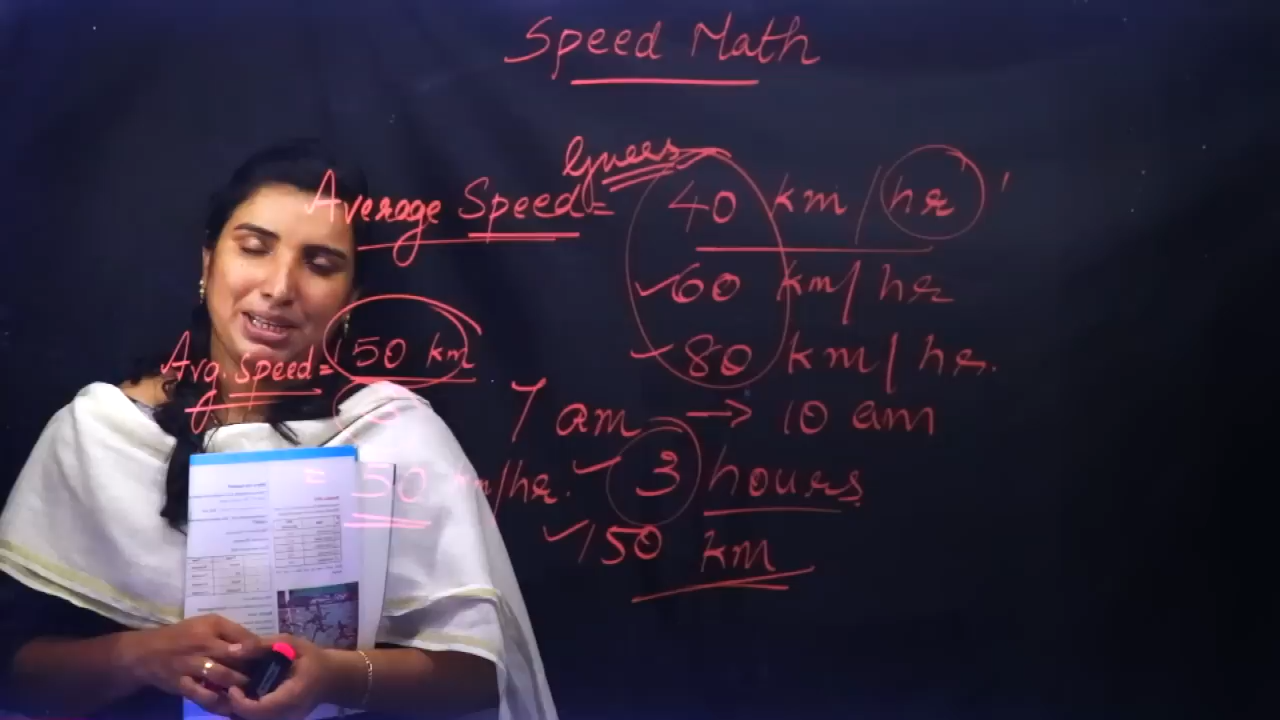 Speed Math
Guess
Average Speed = 40 km/hr
60 km/hr
80 km/hr.
Avg. Speed = 50 km
7 am → 10 am
= 50 km/hr. 3 hours
150 km